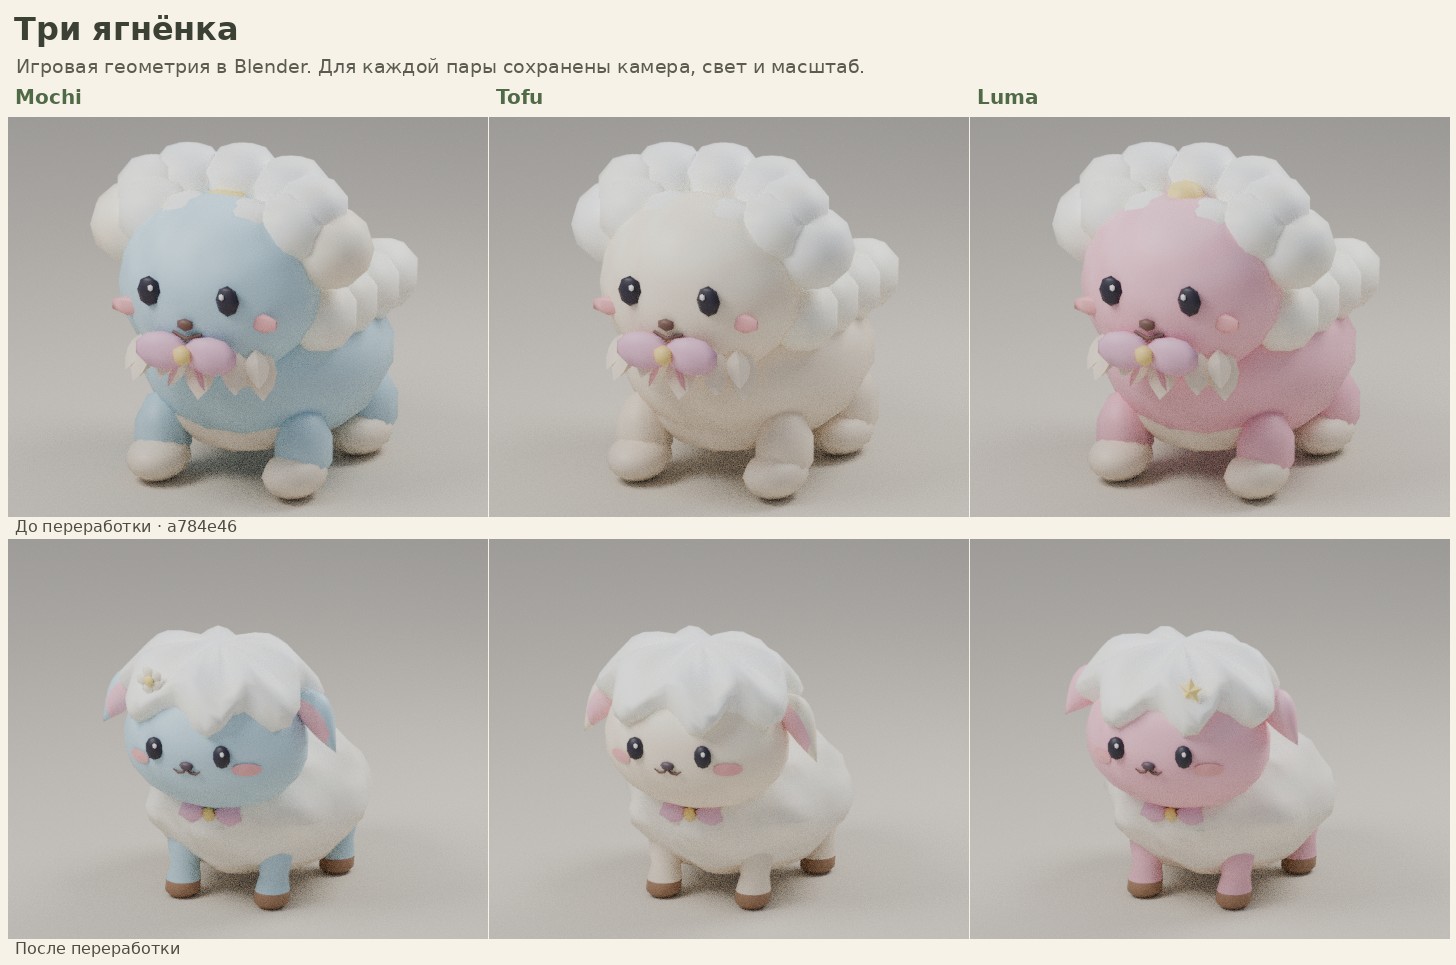 Три ягнёнка
Игровая геометрия в Blender. Для каждой пары сохранены камера, свет и масштаб.
Mochi
Tofu
Luma
До переработки · a784e46
После переработки